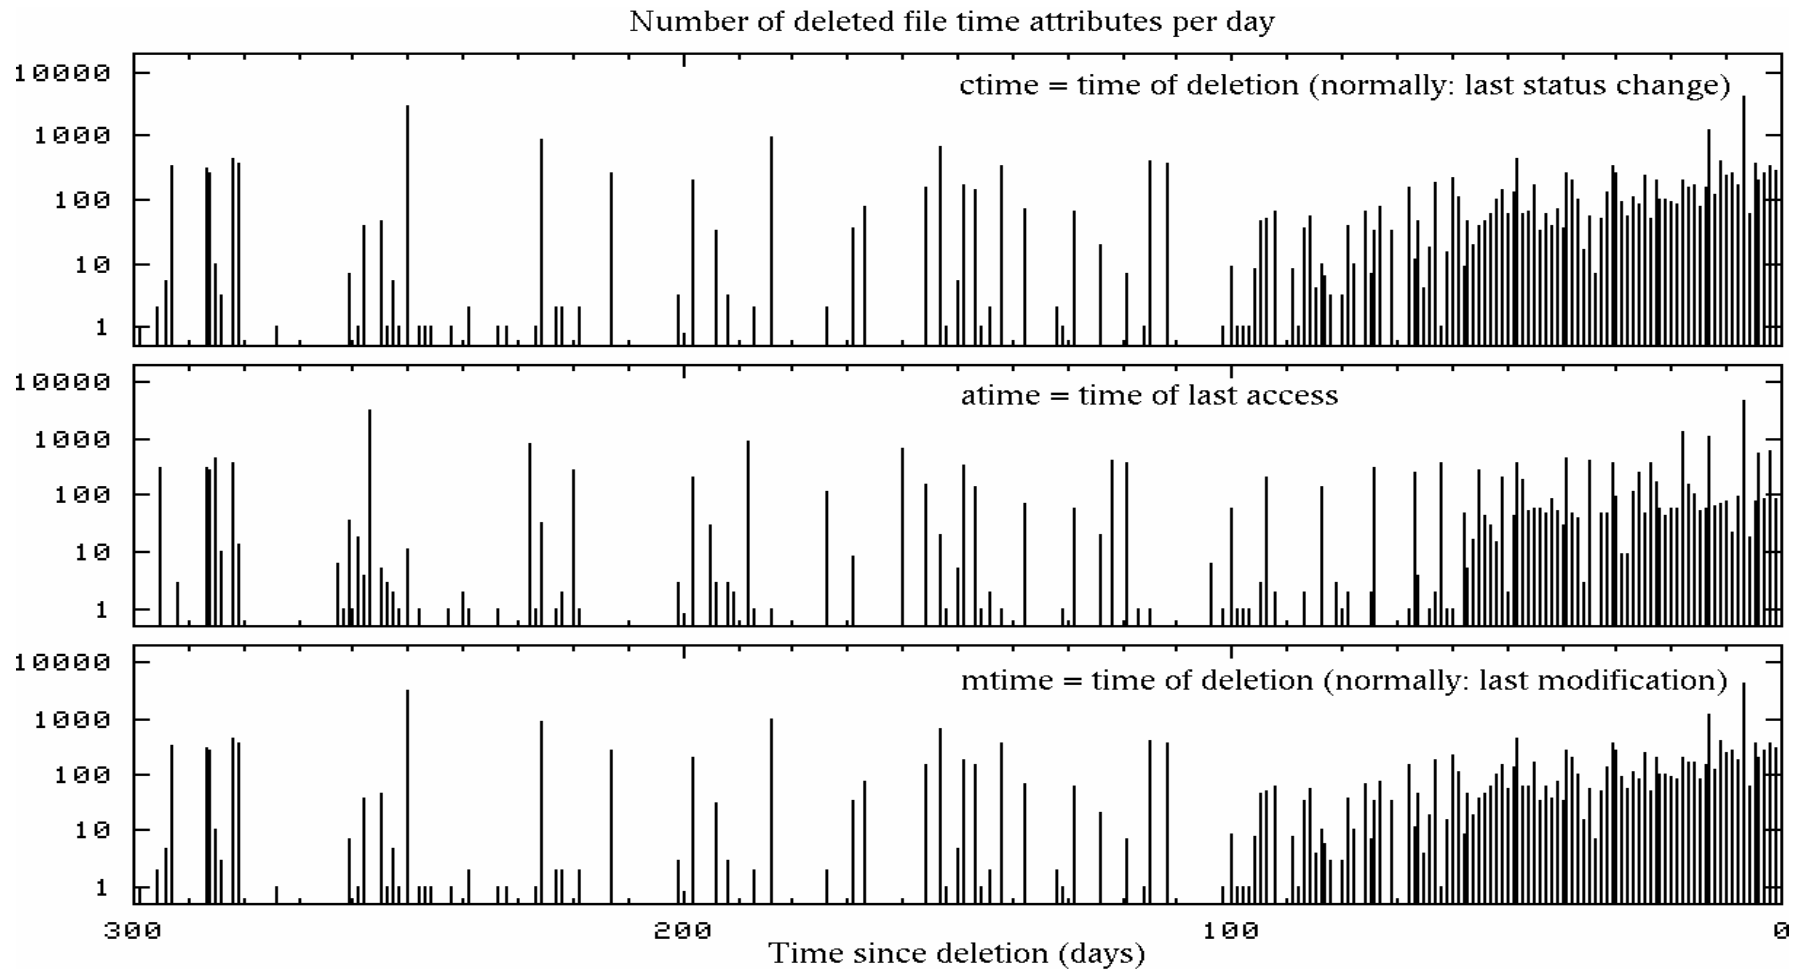 Number of deleted file time attributes per day
ctime = time of deletion (normally: last status change)
10000
1000
100
10
1
atime = time of last access
10000
1000
100
10
1
mtime = time of deletion (normally: last modification)
10000
1000
100
10
1
300 200 100 0
Time since deletion (days)